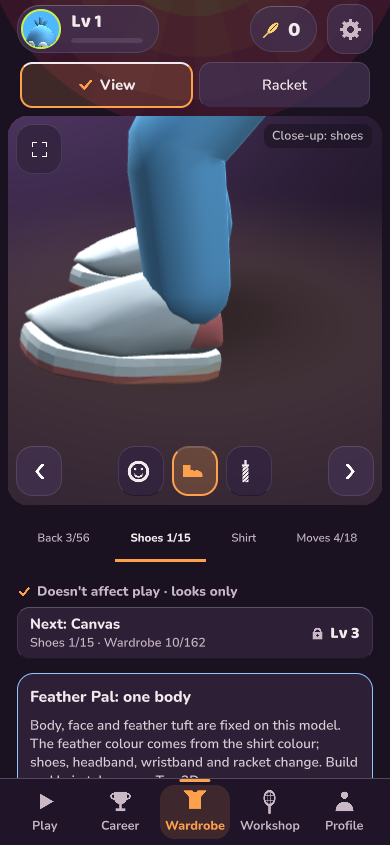 Lv 1
0
View
Racket
Close-up: shoes
Back 3/56
Shoes 1/15
Shirt
Moves 4/18
Doesn't affect play · looks only
Next: Canvas
Shoes 1/15 · Wardrobe 10/162
Lv 3
Feather Pal: one body
Body, face and feather tuft are fixed on this model.
The feather colour comes from the shirt colour;
shoes, headband, wristband and racket change. Build
Play
Career
Wardrobe
Workshop
Profile